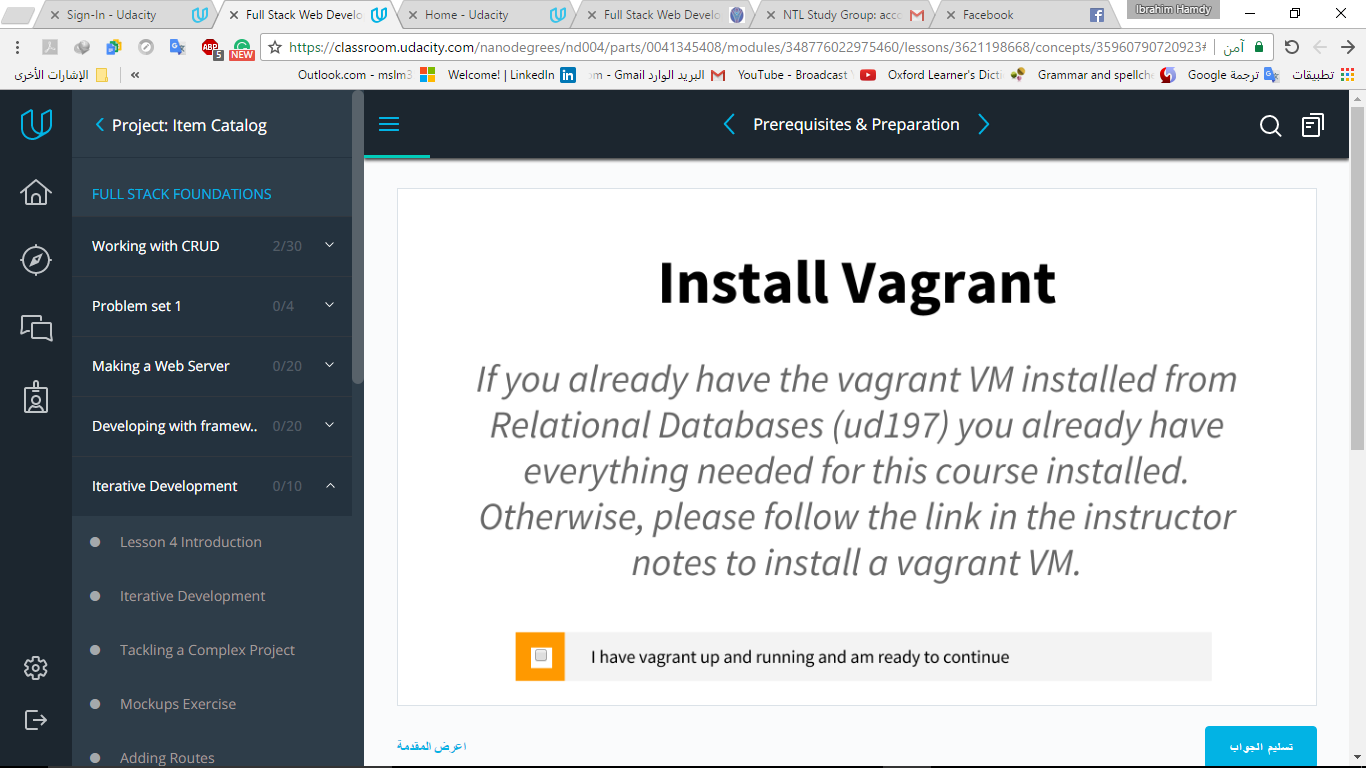 Sign-In - Udacity
Full Stack Web Develo
Home - Udacity
Full Stack Web Develo
NTL Study Group: acco
Facebook
Ibrahim Hamdy
ABP 5
NEW
https://classroom.udacity.com/nanodegrees/nd004/parts/0041345408/modules/348776022975460/lessons/3621198668/concepts/35960790720923#
آمن
الإشارات الأخرى
«
Outlook.com - mslm3
Welcome! | LinkedIn
البريد الوارد - Gmail
YouTube - Broadcast
Oxford Learner's Dicti
Grammar and spellche
ترجمة Google
تطبيقات
Project: Item Catalog
Prerequisites & Preparation
FULL STACK FOUNDATIONS
Working with CRUD 2/30
Problem set 1 0/4
Making a Web Server 0/20
Developing with framew.. 0/20
Iterative Development 0/10
Lesson 4 Introduction
Iterative Development
Tackling a Complex Project
Mockups Exercise
Adding Routes
Install Vagrant
If you already have the vagrant VM installed from
Relational Databases (ud197) you already have
everything needed for this course installed.
Otherwise, please follow the link in the instructor
notes to install a vagrant VM.
I have vagrant up and running and am ready to continue
اعرض المقدمة
تسليم الجواب